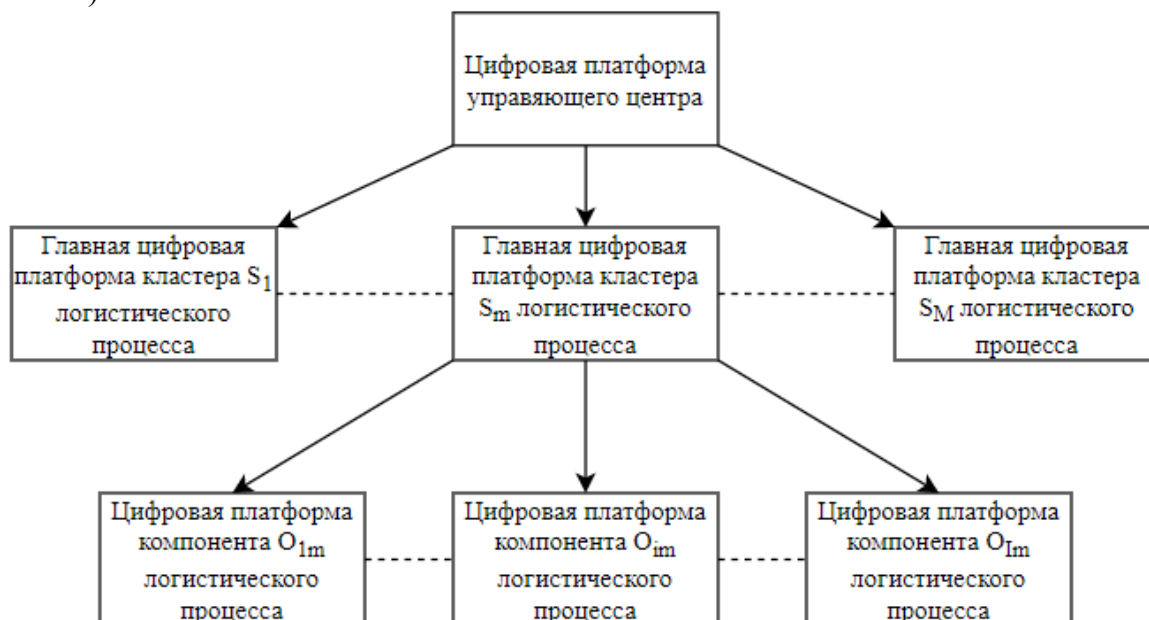 )
Цифровая платформа
управяющего центра
Главная цифровая
платформа кластера S1
логистического
процесса
Главная цифровая
платформа кластера
Sm логистического
процесса
Главная цифровая
платформа кластера
SM логистического
процесса
Цифровая платформа
компонента O1m
логистического
процесса
Цифровая платформа
компонента Oim
логистического
процесса
Цифровая платформа
компонента OIm
логистического
процесса